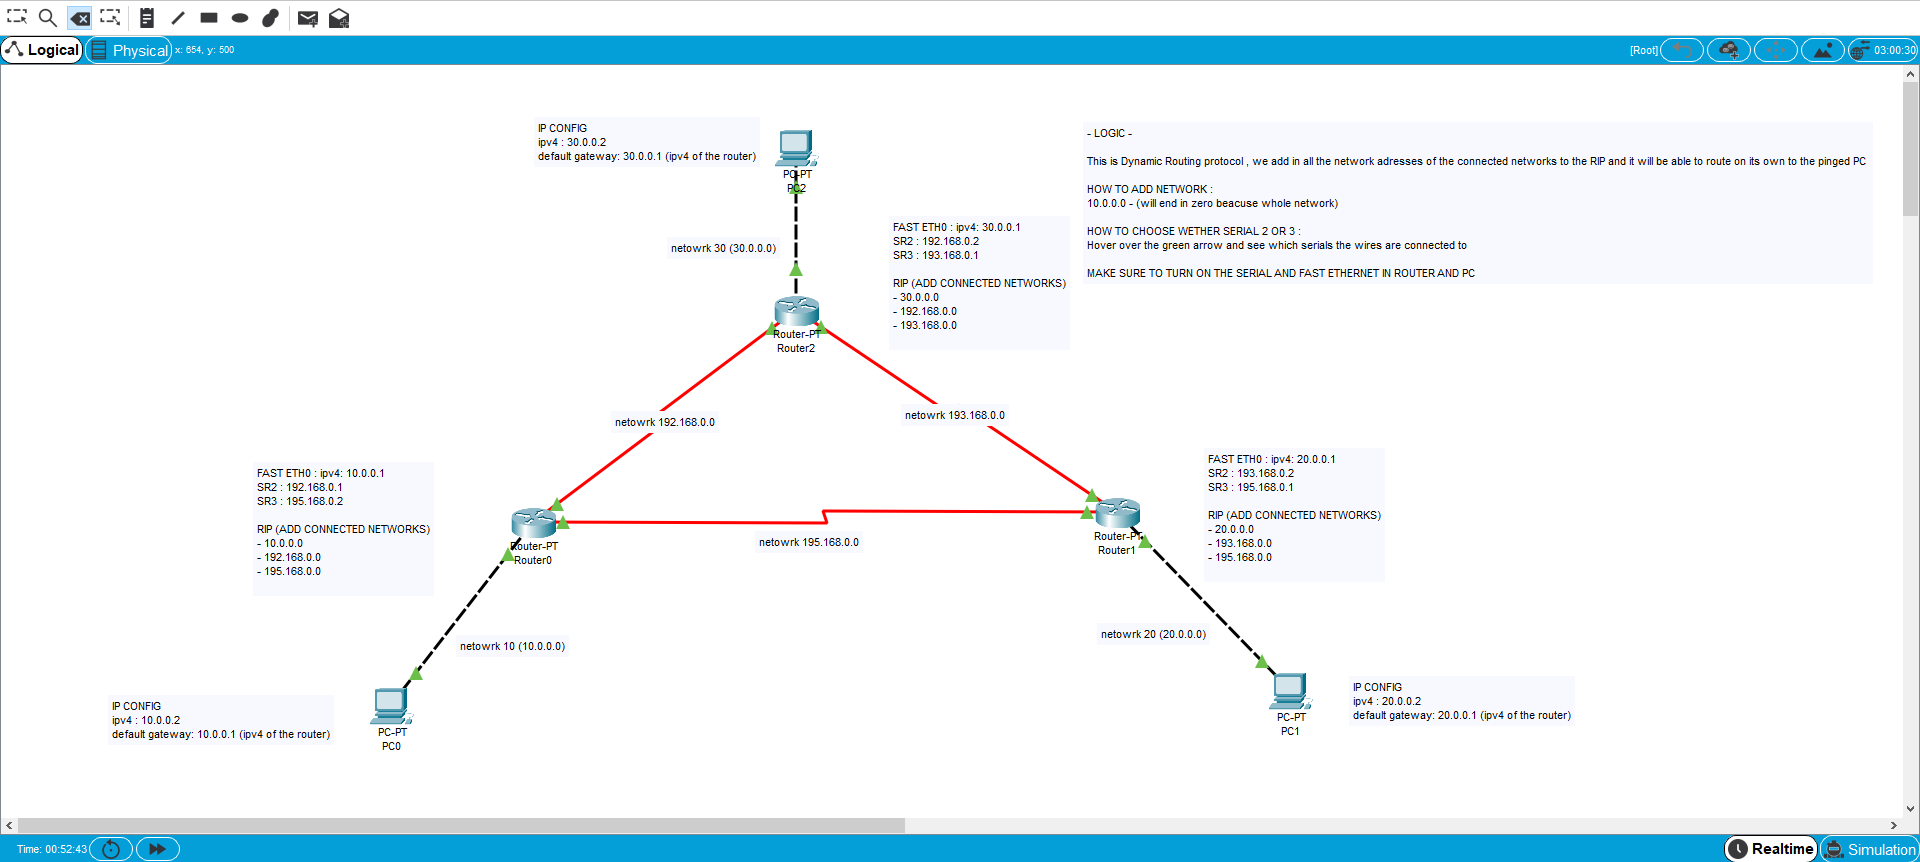 Logical
Physical
x: 654, y: 500
[Root]
03:00:30
IP CONFIG
ipv4 : 30.0.0.2
default gateway: 30.0.0.1 (ipv4 of the router)
PC-PT
PC2
- LOGIC -
This is Dynamic Routing protocol , we add in all the network adresses of the connected networks to the RIP and it will be able to route on its own to the pinged PC
HOW TO ADD NETWORK :
10.0.0.0 - (will end in zero beacuse whole network)
HOW TO CHOOSE WETHER SERIAL 2 OR 3 :
Hover over the green arrow and see which serials the wires are connected to
MAKE SURE TO TURN ON THE SERIAL AND FAST ETHERNET IN ROUTER AND PC
netowrk 30 (30.0.0.0)
FAST ETH0 : ipv4: 30.0.0.1
SR2 : 192.168.0.2
SR3 : 193.168.0.1
RIP (ADD CONNECTED NETWORKS)
- 30.0.0.0
- 192.168.0.0
- 193.168.0.0
Router-PT
Router2
netowrk 192.168.0.0
netowrk 193.168.0.0
FAST ETH0 : ipv4: 10.0.0.1
SR2 : 192.168.0.1
SR3 : 195.168.0.2
RIP (ADD CONNECTED NETWORKS)
- 10.0.0.0
- 192.168.0.0
- 195.168.0.0
Router-PT
Router0
netowrk 195.168.0.0
Router-PT
Router1
FAST ETH0 : ipv4: 20.0.0.1
SR2 : 193.168.0.2
SR3 : 195.168.0.1
RIP (ADD CONNECTED NETWORKS)
- 20.0.0.0
- 193.168.0.0
- 195.168.0.0
netowrk 10 (10.0.0.0)
netowrk 20 (20.0.0.0)
IP CONFIG
ipv4 : 10.0.0.2
default gateway: 10.0.0.1 (ipv4 of the router)
PC-PT
PC0
PC-PT
PC1
IP CONFIG
ipv4 : 20.0.0.2
default gateway: 20.0.0.1 (ipv4 of the router)
Time: 00:52:43
Realtime
Simulation